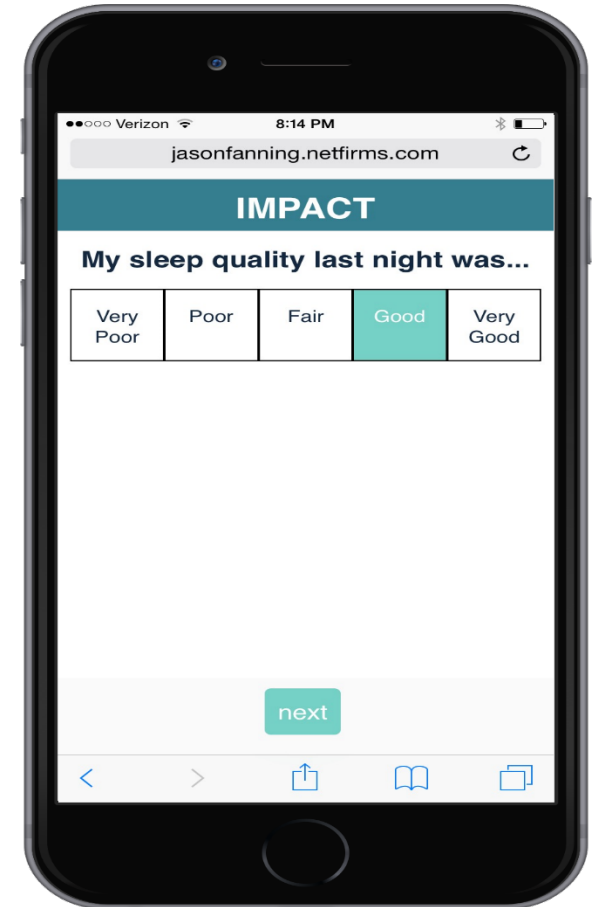 ●●○○○ Verizon 8:14 PM
jasonfanning.netfirms.com
IMPACT
My sleep quality last night was...
Very Poor Poor Fair Good Very Good
next